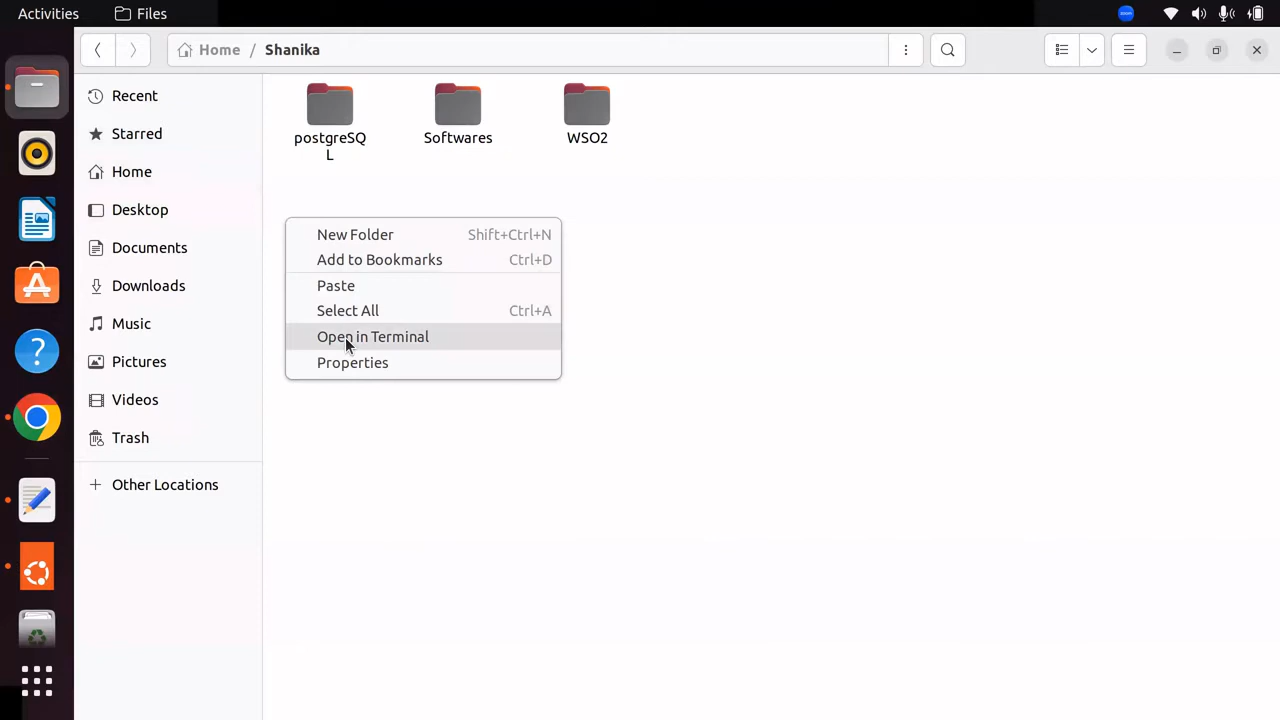 Activities
Files
Home / Shanika
Recent
Starred
Home
Desktop
Documents
Downloads
Music
Pictures
Videos
Trash
+ Other Locations
postgreSQ
L
Softwares
WSO2
New Folder Shift+Ctrl+N
Add to Bookmarks Ctrl+D
Paste
Select All Ctrl+A
Open in Terminal
Properties
zoom